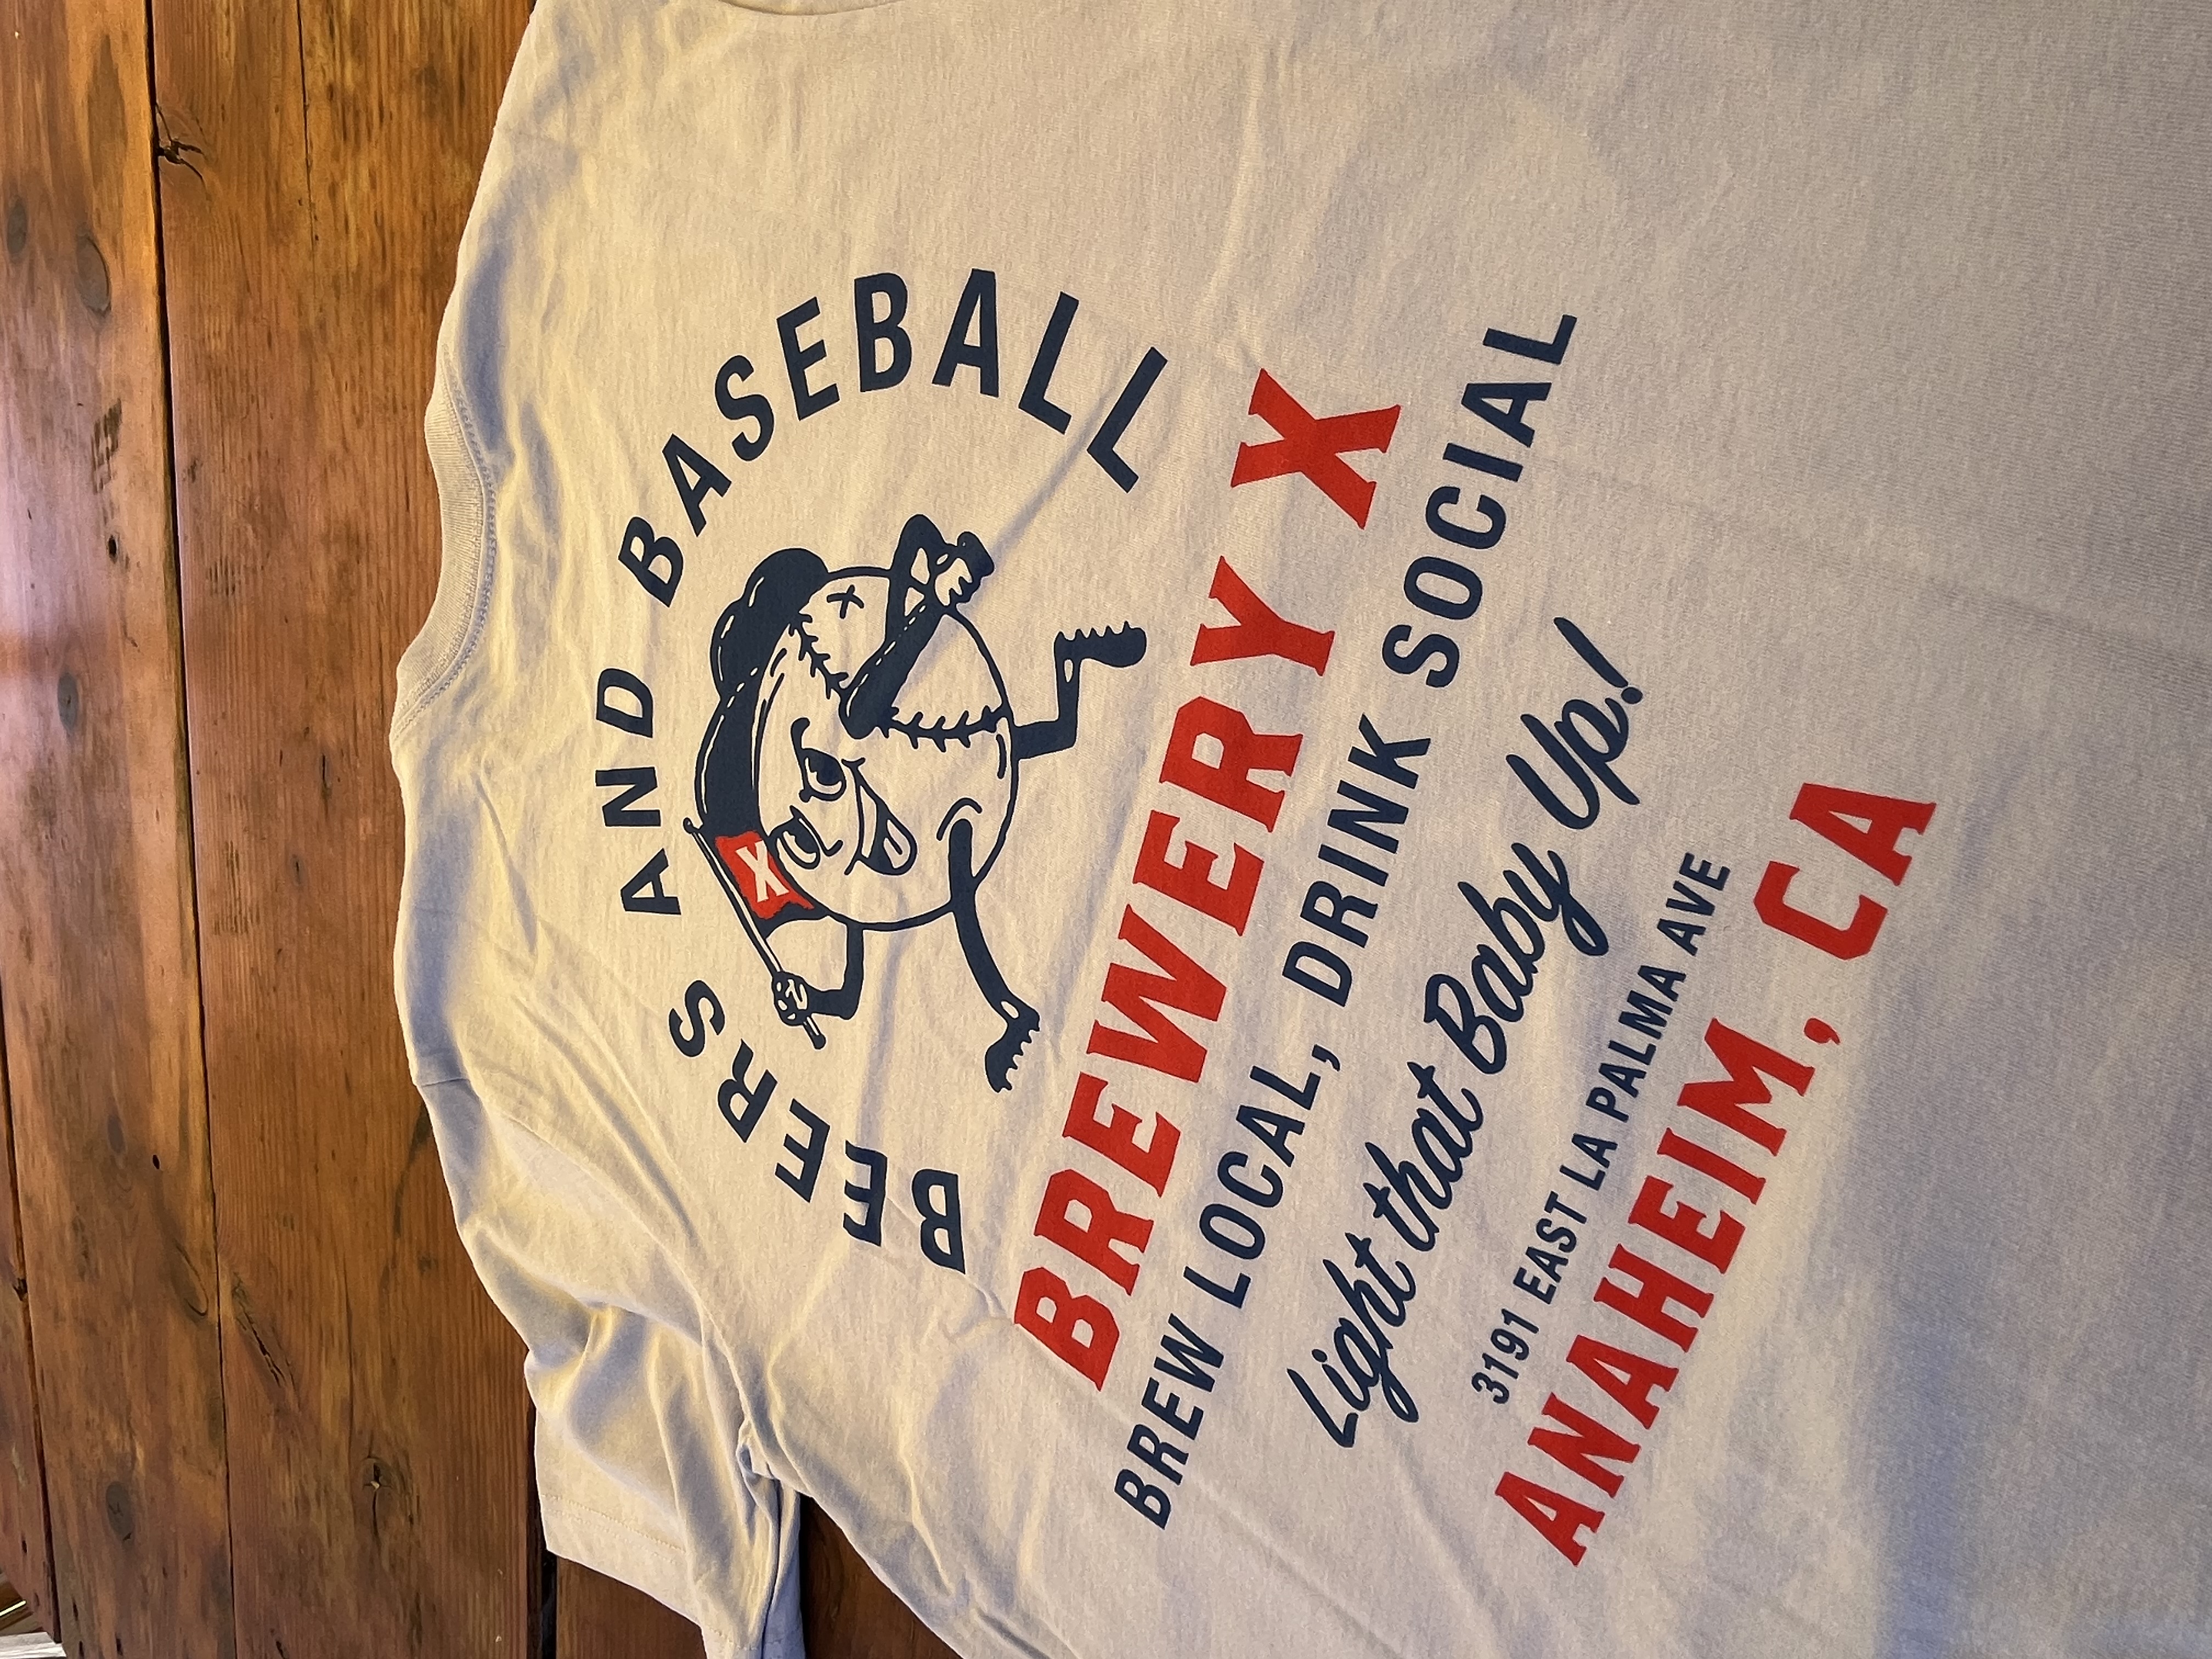 BEERS AND BASEBALL
X
BREWERY X
BREW LOCAL, DRINK SOCIAL
Light that Baby Up!
3191 EAST LA PALMA AVE
ANAHEIM, CA